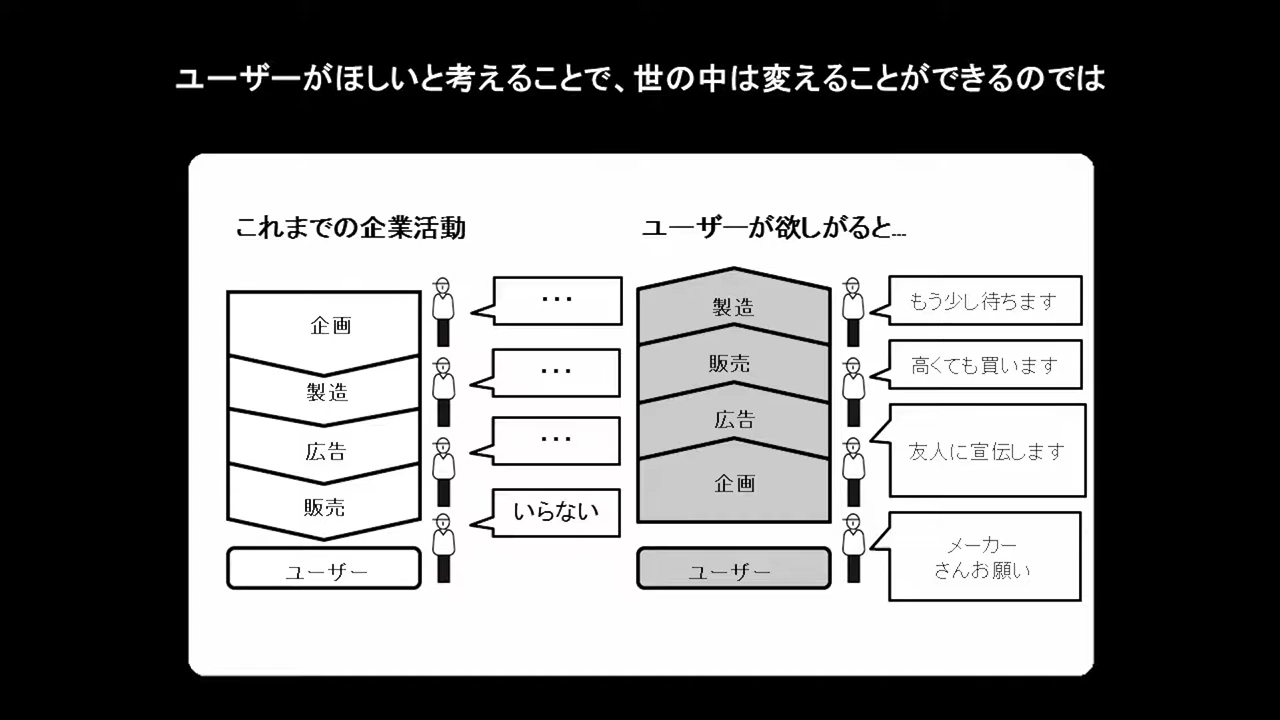 ユーザーがほしいと考えることで、世の中は変えることができるのでは
これまでの企業活動
企画
製造
広告
販売
ユーザー
･･･
･･･
･･･
いらない
ユーザーが欲しがると...
製造
販売
広告
企画
ユーザー
もう少し待ちます
高くても買います
友人に宣伝します
メーカー
さんお願い